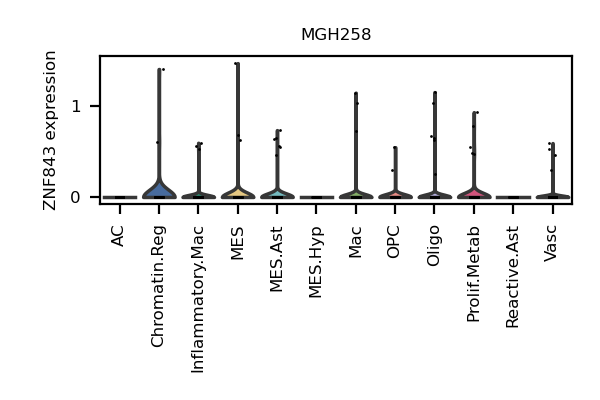 MGH258
ZNF843 expression
1
0
AC
Chromatin.Reg
Inflammatory.Mac
MES
MES.Ast
MES.Hyp
Mac
OPC
Oligo
Prolif.Metab
Reactive.Ast
Vasc